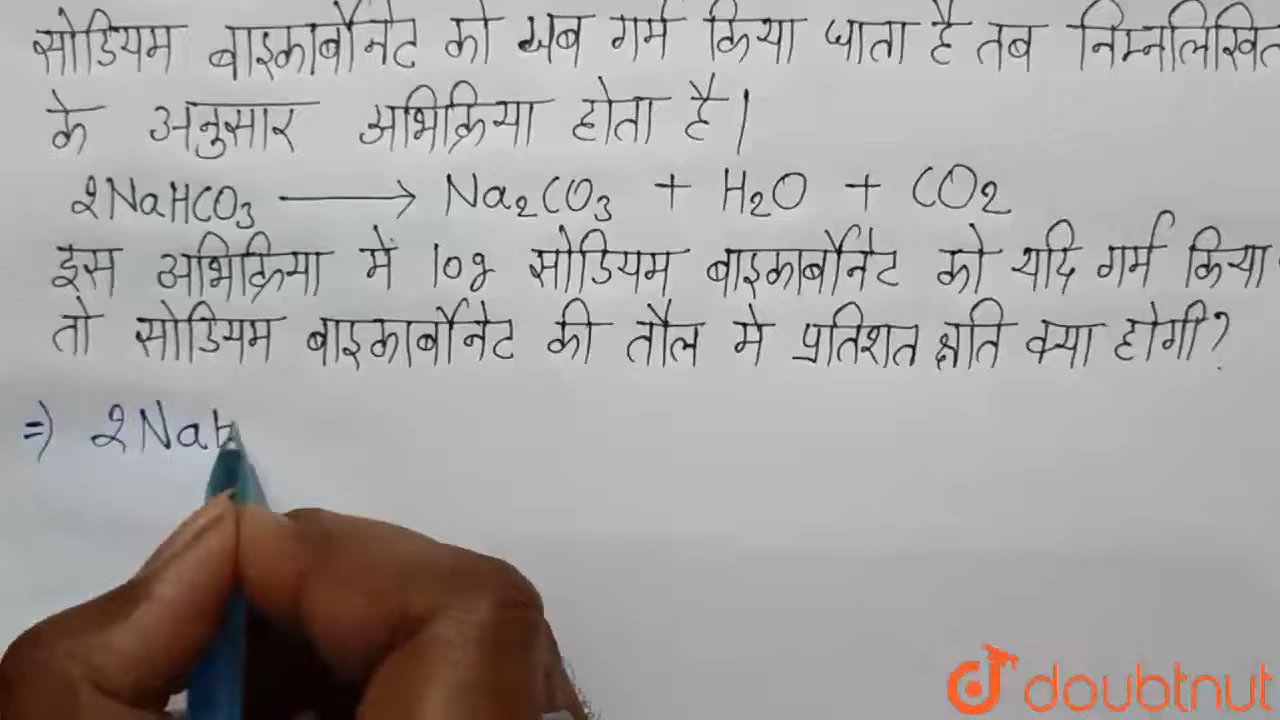 सोडियम बाइकार्बोनेट को जब गर्म किया जाता है तब निम्नलिखित
के अनुसार अभिक्रिया होता है।
2NaHCO3 ⟶ Na2CO3 + H2O + CO2
इस अभिक्रिया में 10g सोडियम बाइकार्बोनेट को यदि गर्म किया
तो सोडियम बाइकार्बोनेट की तौल मे प्रतिशत क्षति क्या होगी?
⇒ 2NaH
doubtnut